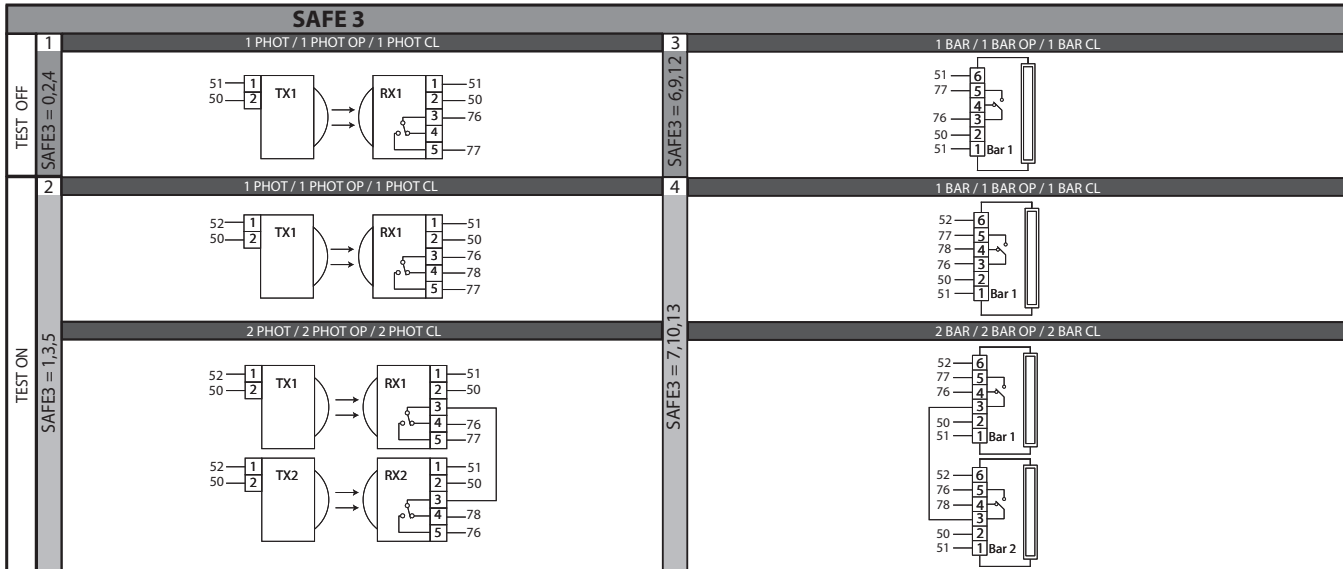 SAFE 3
TEST OFF
SAFE3 = 0,2,4
1
1 PHOT / 1 PHOT OP / 1 PHOT CL
51 1
50 2
TX1
RX1
1 51
2 50
3 76
4
5 77
SAFE3 = 6,9,12
3
1 BAR / 1 BAR OP / 1 BAR CL
51 6
77 5
4
76 3
50 2
51 1 Bar 1
TEST ON
SAFE3 = 1,3,5
2
1 PHOT / 1 PHOT OP / 1 PHOT CL
52 1
50 2
TX1
RX1
1 51
2 50
3 76
4 78
5 77
2 PHOT / 2 PHOT OP / 2 PHOT CL
52 1
50 2
TX1
RX1
1 51
2 50
3
4 76
5 77
52 1
50 2
TX2
RX2
1 51
2 50
3
4 78
5 76
SAFE3 = 7,10,13
4
1 BAR / 1 BAR OP / 1 BAR CL
52 6
77 5
78 4
76 3
50 2
51 1 Bar 1
2 BAR / 2 BAR OP / 2 BAR CL
52 6
77 5
76 4
3
50 2
51 1 Bar 1
52 6
76 5
78 4
3
50 2
51 1 Bar 2